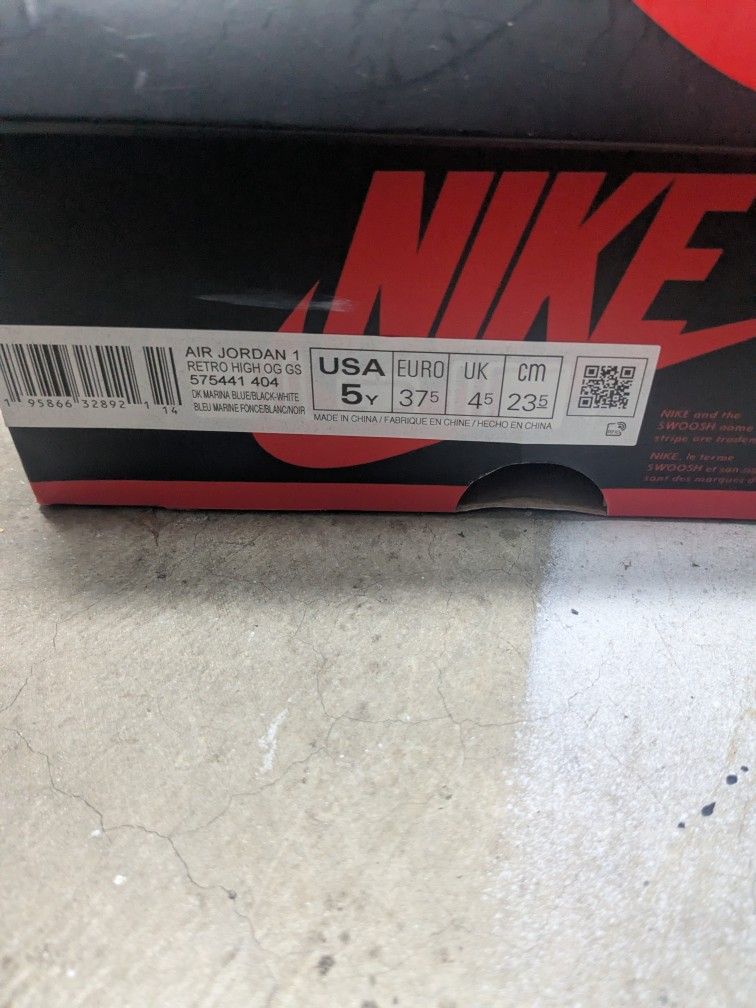 NIKE
AIR JORDAN 1
RETRO HIGH OG GS
575441 404
DK MARINA BLUE/BLACK-WHITE
BLEU MARINE FONCE/BLANC/NOIR
1 95866 32892 1 14
USA EURO UK cm
5Y 375 45 235
MADE IN CHINA / FABRIQUE EN CHINE / HECHO EN CHINA
NIKE and the
SWOOSH
stripe are
NIKE, le terme
SWOOSH et son
sont des marques